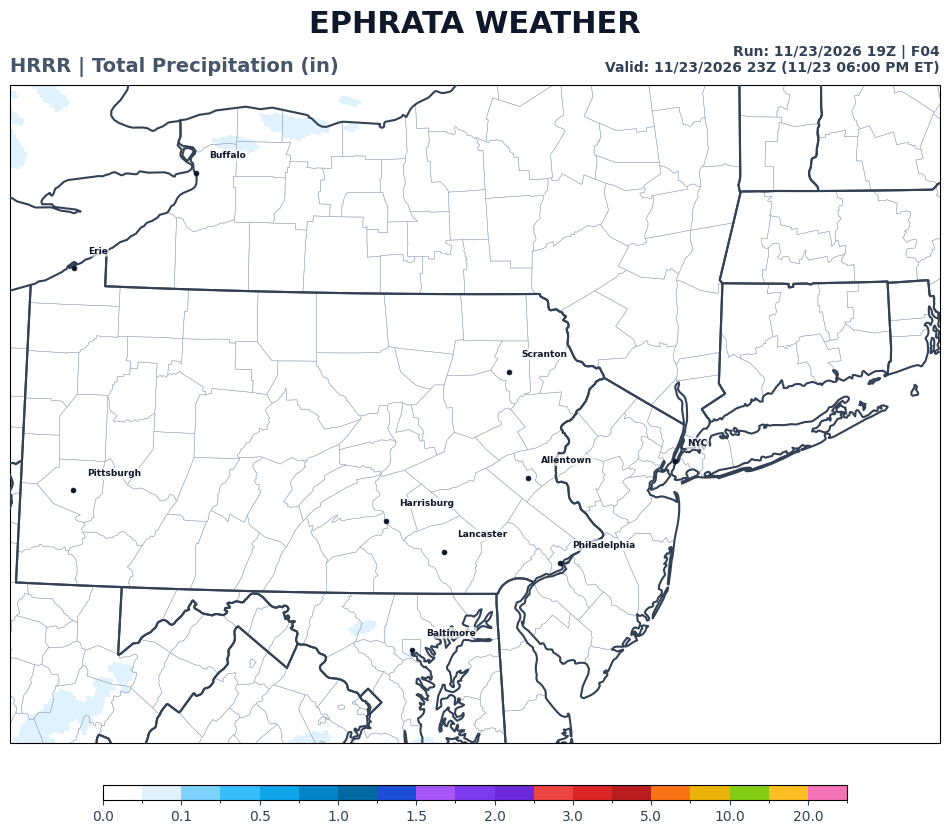 EPHRATA WEATHER
HRRR | Total Precipitation (in)
Run: 11/23/2026 19Z | F04
Valid: 11/23/2026 23Z (11/23 06:00 PM ET)
Buffalo
Erie
Scranton
NYC
Allentown
Pittsburgh
Harrisburg
Lancaster
Philadelphia
Baltimore
0.0 0.1 0.5 1.0 1.5 2.0 3.0 5.0 10.0 20.0